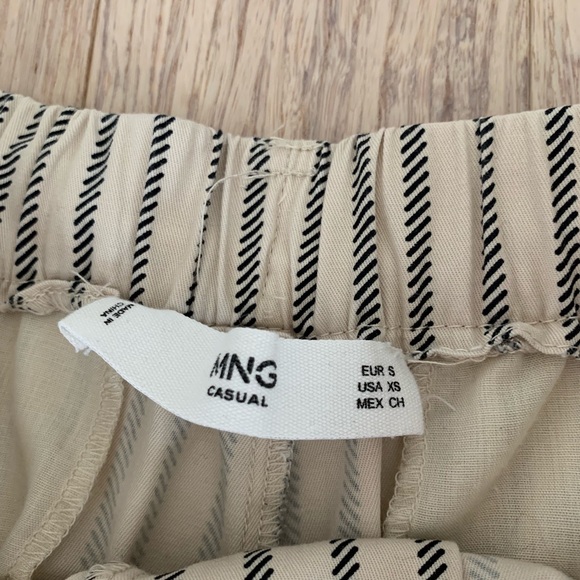 MADE IN
CHINA
MNG
CASUAL
EUR S
USA XS
MEX CH